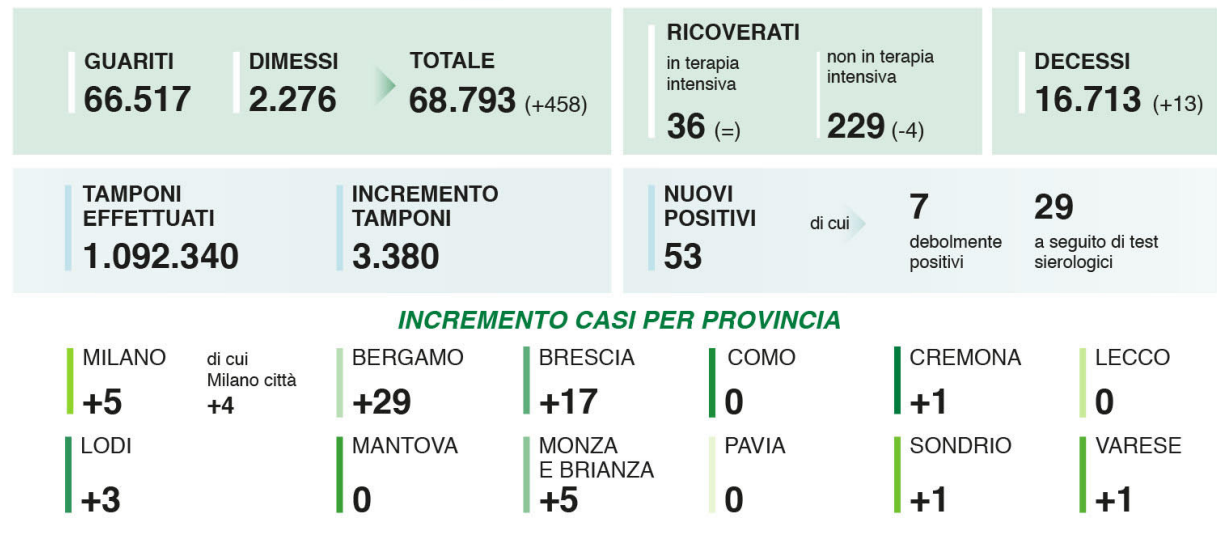 GUARITI
66.517
DIMESSI
2.276
TOTALE
68.793 (+458)
RICOVERATI
in terapia
intensiva
36 (=)
non in terapia
intensiva
229 (-4)
DECESSI
16.713 (+13)
TAMPONI
EFFETTUATI
1.092.340
INCREMENTO
TAMPONI
3.380
NUOVI
POSITIVI
53
di cui
7
debolmente
positivi
29
a seguito di test
sierologici
INCREMENTO CASI PER PROVINCIA
MILANO
+5
di cui
Milano città
+4
BERGAMO
+29
BRESCIA
+17
COMO
0
CREMONA
+1
LECCO
0
LODI
+3
MANTOVA
0
MONZA
E BRIANZA
+5
PAVIA
0
SONDRIO
+1
VARESE
+1